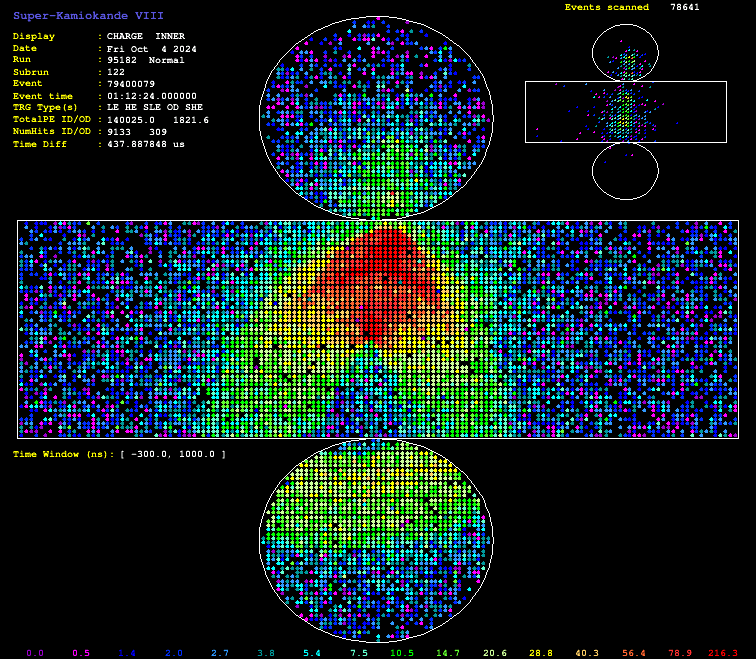 Super-Kamiokande VIII
Events scanned 78641
Display : CHARGE INNER
Date : Fri Oct 4 2024
Run : 95182 Normal
Subrun : 122
Event : 79400079
Event time : 01:12:24.000000
TRG Type(s) : LE HE SLE OD SHE
TotalPE ID/OD : 140025.0 1821.6
NumHits ID/OD : 9133 309
Time Diff : 437.887848 us
Time Window (ns): [ -300.0, 1000.0 ]
0.0 0.5 1.4 2.0 2.7 3.8 5.4 7.5 10.5 14.7 20.6 28.8 40.3 56.4 78.9 216.3